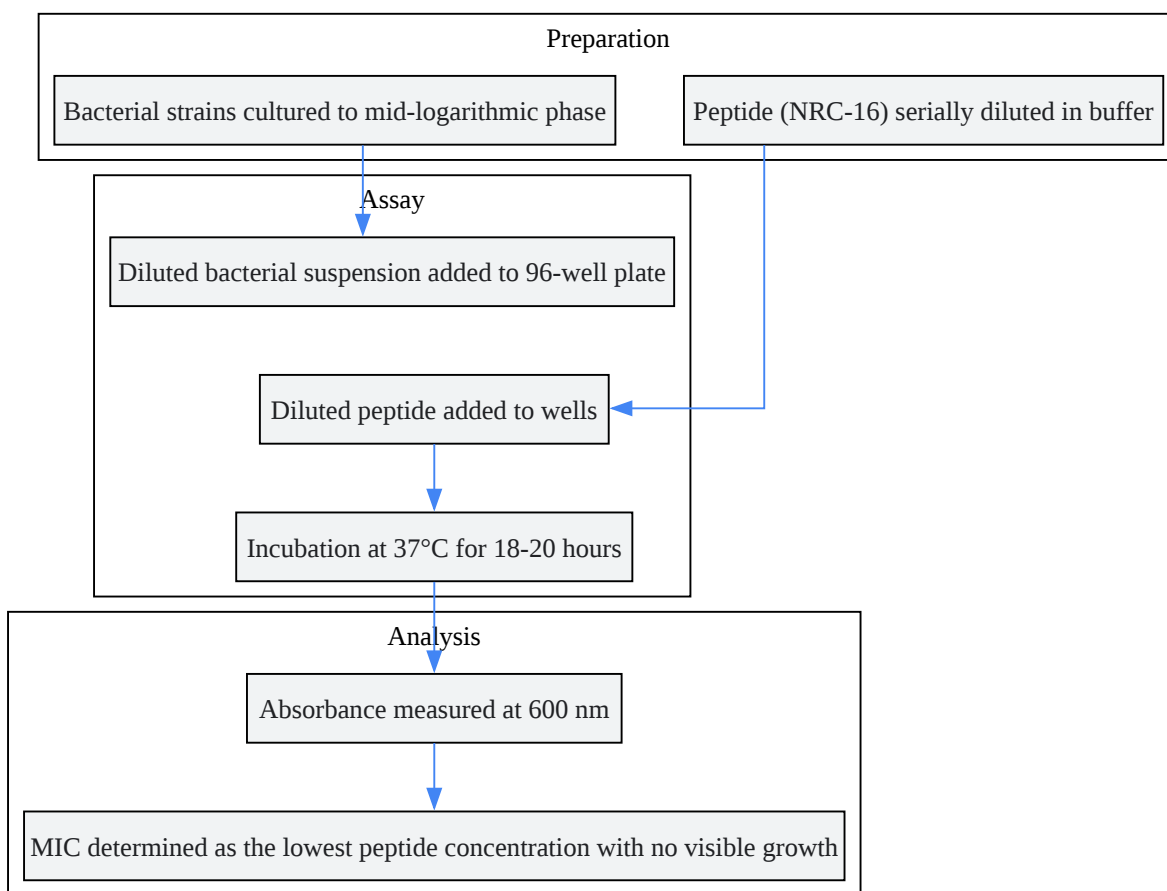 Preparation
Bacterial strains cultured to mid-logarithmic phase
Peptide (NRC-16) serially diluted in buffer
Assay
Diluted bacterial suspension added to 96-well plate
Diluted peptide added to wells
Incubation at 37°C for 18-20 hours
Analysis
Absorbance measured at 600 nm
MIC determined as the lowest peptide concentration with no visible growth